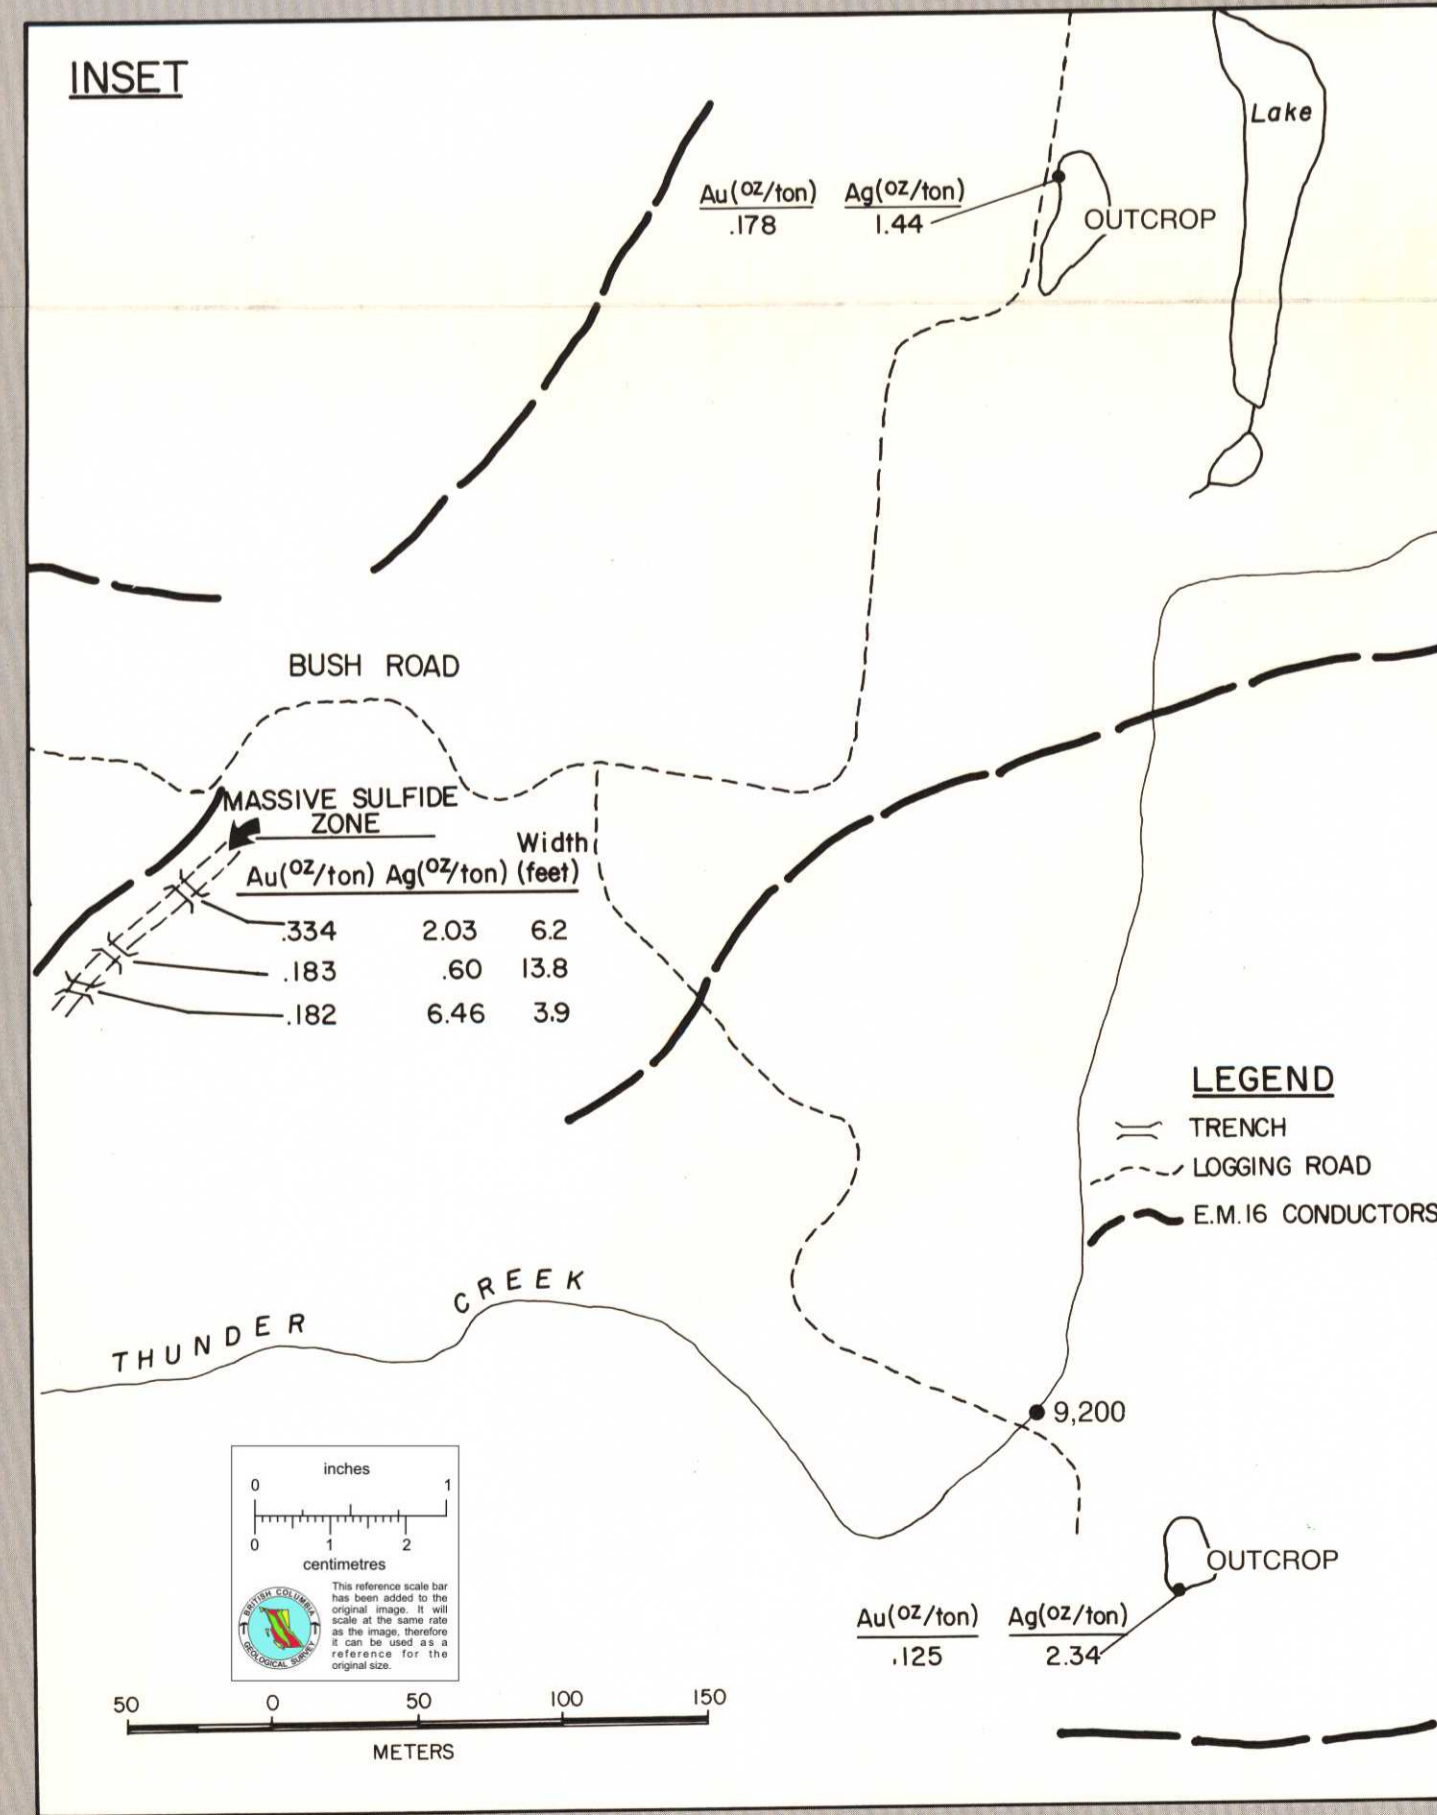 INSET
Lake
Au(oz/ton) Ag(oz/ton)
.178 1.44
OUTCROP
BUSH ROAD
MASSIVE SULFIDE
ZONE
Width
Au(oz/ton) Ag(oz/ton) (feet)
.334 2.03 6.2
.183 .60 13.8
.182 6.46 3.9
LEGEND
TRENCH
LOGGING ROAD
E.M.16 CONDUCTORS
THUNDER CREEK
9,200
inches
0 1
0 1 2
centimetres
This reference scale bar
has been added to the
original image. It will
scale at the same rate
as the image, therefore
it can be used as a
reference for the
original size.
BRITISH COLUMBIA
GEOLOGICAL SURVEY
OUTCROP
Au(oz/ton) Ag(oz/ton)
.125 2.34
50 0 50 100 150
METERS